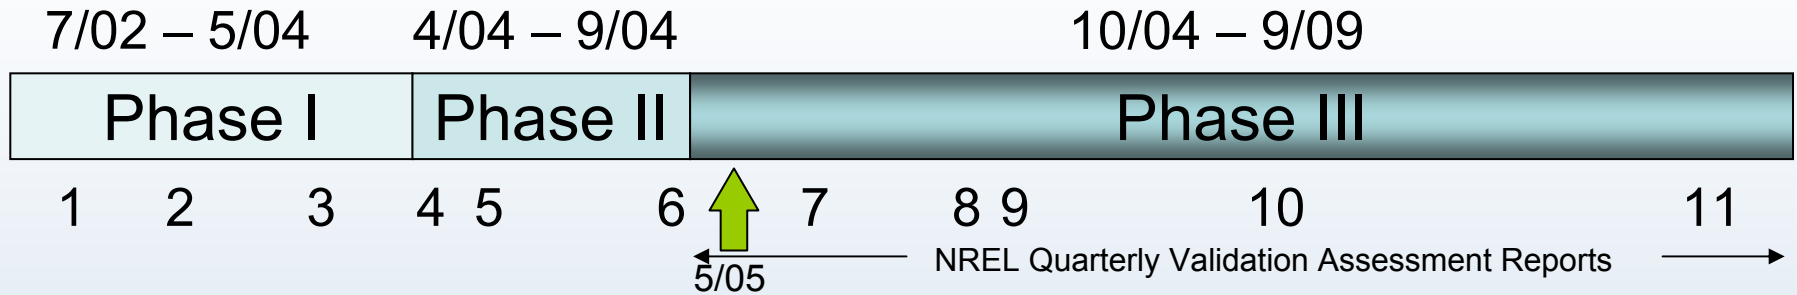 7/02 – 5/04 4/04 – 9/04 10/04 – 9/09
Phase I Phase II Phase III
1 2 3 4 5 6 7 8 9 10 11
NREL Quarterly Validation Assessment Reports
5/05